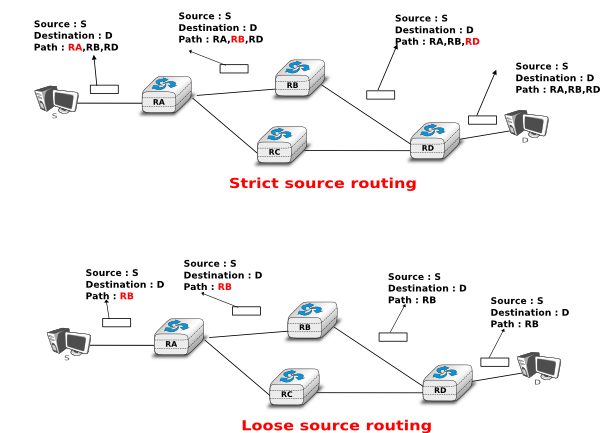 Source : S
Destination : D
Path : RA,RB,RD
Source : S
Destination : D
Path : RA,RB,RD
Source : S
Destination : D
Path : RA,RB,RD
Source : S
Destination : D
Path : RA,RB,RD
S
RA
RB
RC
RD
D
Strict source routing
Source : S
Destination : D
Path : RB
Source : S
Destination : D
Path : RB
Source : S
Destination : D
Path : RB
Source : S
Destination : D
Path : RB
S
RA
RB
RC
RD
D
Loose source routing